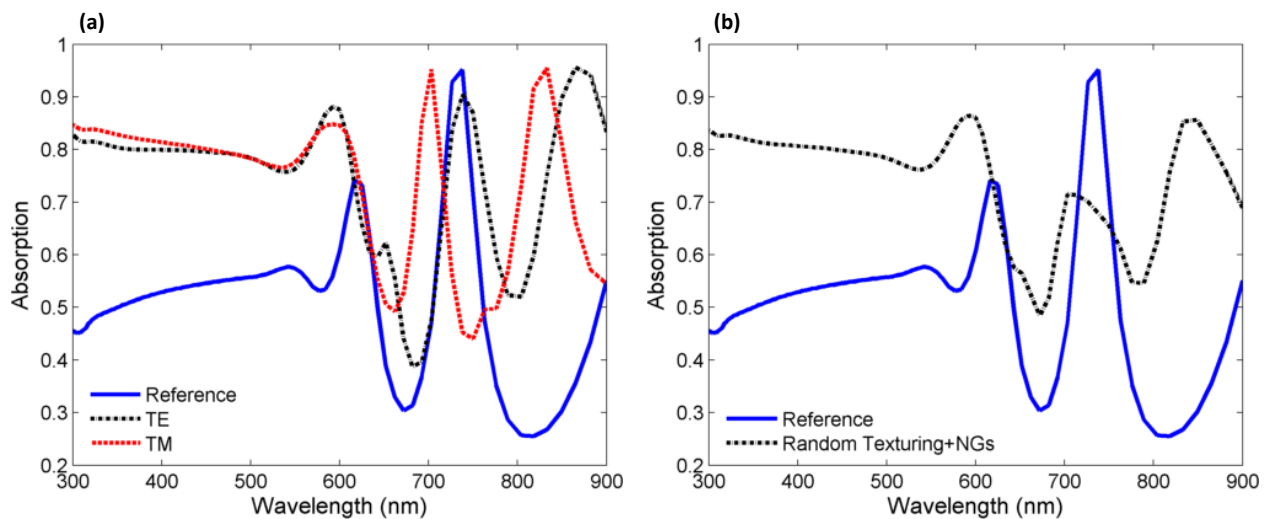 (a)
1
0.9
0.8
0.7
0.6
0.5
0.4
0.3
0.2
Absorption
300 400 500 600 700 800 900
Wavelength (nm)
Reference
TE
TM
(b)
1
0.9
0.8
0.7
0.6
0.5
0.4
0.3
0.2
Absorption
300 400 500 600 700 800 900
Wavelength (nm)
Reference
Random Texturing+NGs